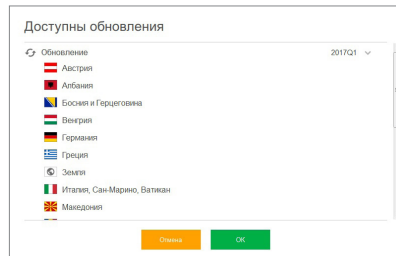 Доступны обновления
Обновление 2017Q1
Австрия
Албания
Босния и Герцеговина
Венгрия
Германия
Греция
Земля
Италия, Сан-Марино, Ватикан
Македония
Отмена OK